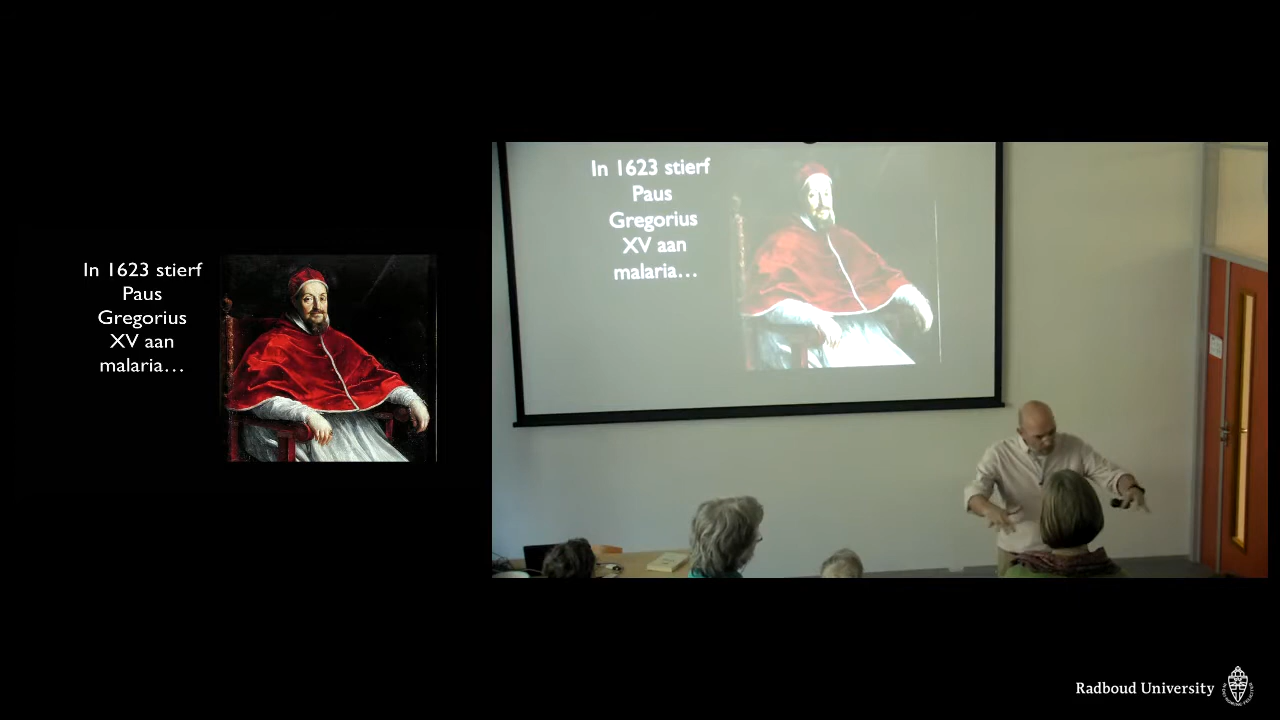 In 1623 stierf
Paus
Gregorius
XV aan
malaria…
In 1623 stierf
Paus
Gregorius
XV aan
malaria…
Radboud University